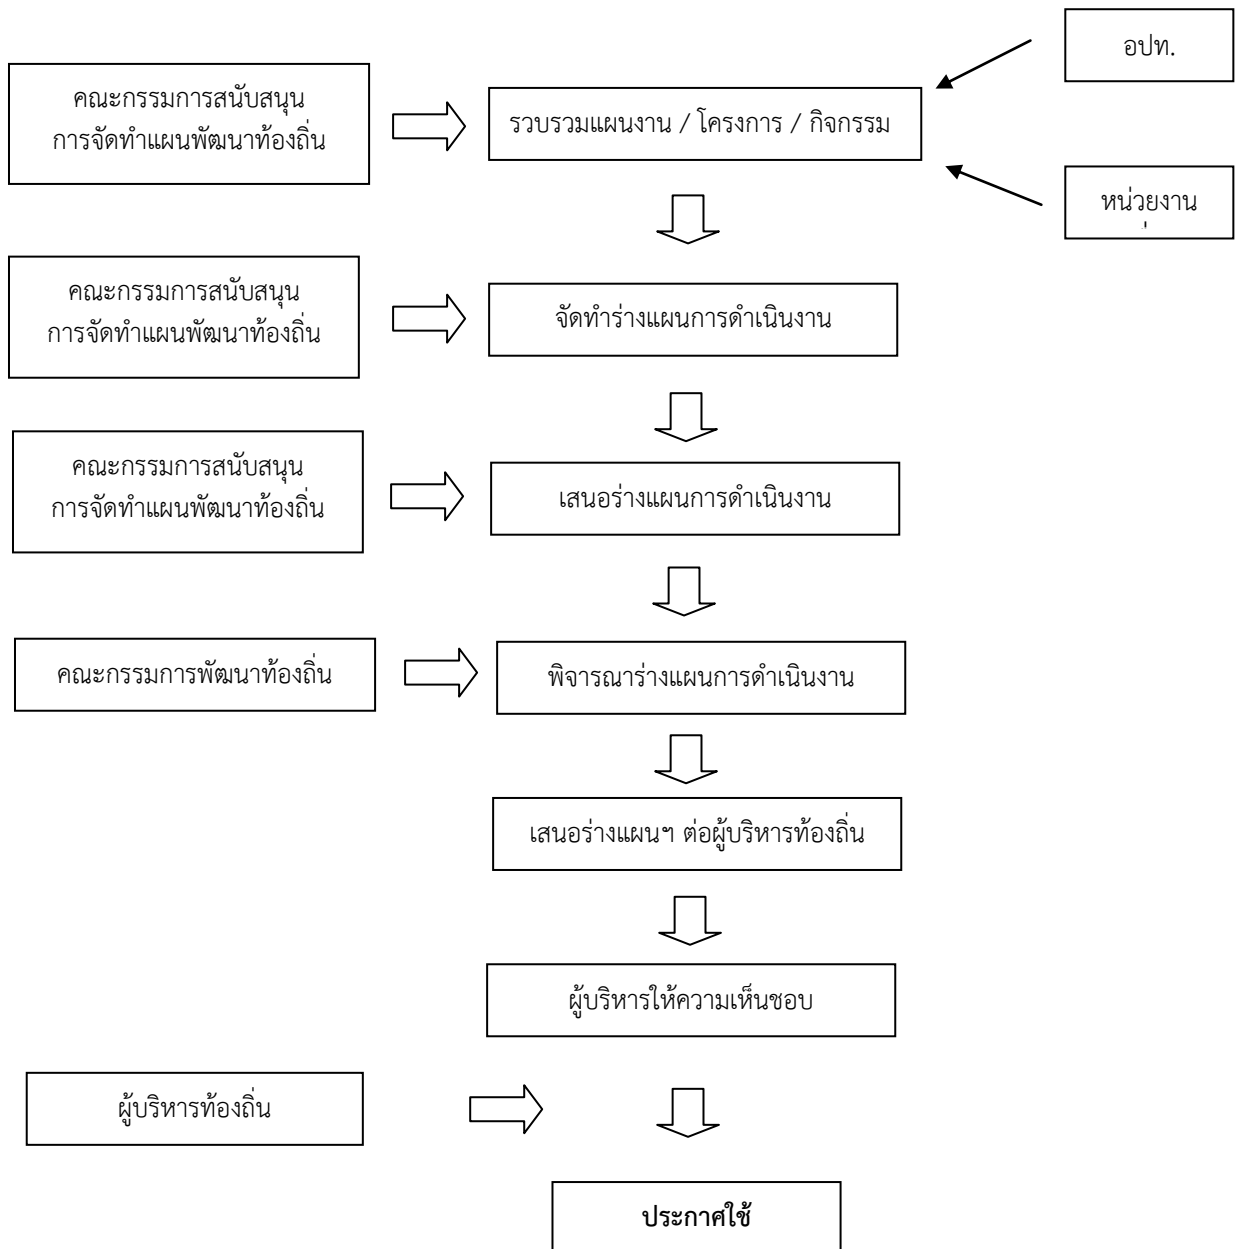 อปท.
คณะกรรมการสนับสนุน
การจัดทำแผนพัฒนาท้องถิ่น
รวบรวมแผนงาน / โครงการ / กิจกรรม
หน่วยงาน
คณะกรรมการสนับสนุน
การจัดทำแผนพัฒนาท้องถิ่น
จัดทำร่างแผนการดำเนินงาน
คณะกรรมการสนับสนุน
การจัดทำแผนพัฒนาท้องถิ่น
เสนอร่างแผนการดำเนินงาน
คณะกรรมการพัฒนาท้องถิ่น
พิจารณาร่างแผนการดำเนินงาน
เสนอร่างแผนฯ ต่อผู้บริหารท้องถิ่น
ผู้บริหารให้ความเห็นชอบ
ผู้บริหารท้องถิ่น
ประกาศใช้